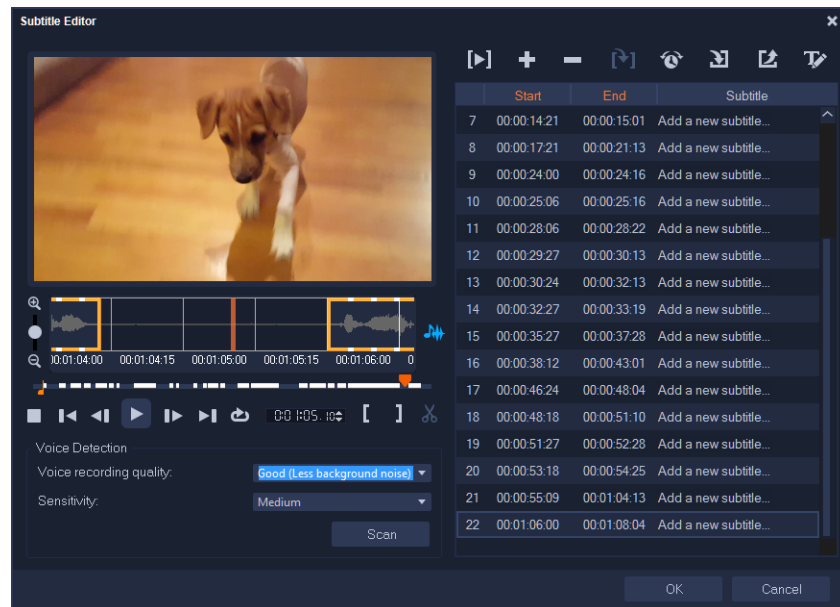 Subtitle Editor
Start End Subtitle
7 00:00:14:21 00:00:15:01 Add a new subtitle...
8 00:00:17:21 00:00:21:13 Add a new subtitle...
9 00:00:24:00 00:00:24:16 Add a new subtitle...
10 00:00:25:06 00:00:25:16 Add a new subtitle...
11 00:00:28:06 00:00:28:22 Add a new subtitle...
12 00:00:29:27 00:00:30:13 Add a new subtitle...
13 00:00:30:24 00:00:32:13 Add a new subtitle...
14 00:00:32:27 00:00:33:19 Add a new subtitle...
15 00:00:35:27 00:00:37:28 Add a new subtitle...
16 00:00:38:12 00:00:43:01 Add a new subtitle...
17 00:00:46:24 00:00:48:04 Add a new subtitle...
18 00:00:48:18 00:00:51:10 Add a new subtitle...
19 00:00:51:27 00:00:52:28 Add a new subtitle...
20 00:00:53:18 00:00:54:25 Add a new subtitle...
21 00:00:55:09 00:01:04:13 Add a new subtitle...
22 00:01:06:00 00:01:08:04 Add a new subtitle...
00:01:04:00 00:01:04:15 00:01:05:00 00:01:05:15 00:01:06:00 0
0:0 1:05. 10
Voice Detection
Voice recording quality: Good (Less background noise)
Sensitivity: Medium
Scan
OK Cancel